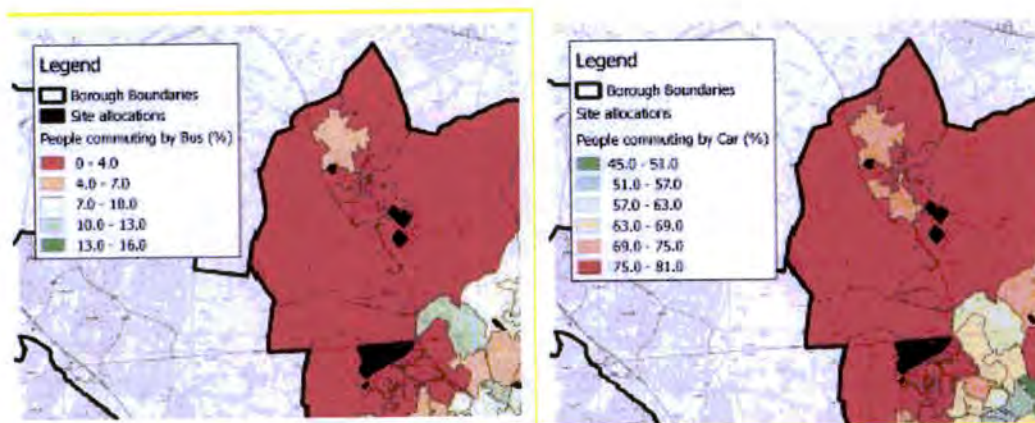 Legend
Borough Boundaries
Site allocations
People commuting by Bus (%)
0 - 4.0
4.0 - 7.0
7.0 - 10.0
10.0 - 13.0
13.0 - 16.0
Legend
Borough Boundaries
Site allocations
People commuting by Car (%)
45.0 - 51.0
51.0 - 57.0
57.0 - 63.0
63.0 - 69.0
69.0 - 75.0
75.0 - 81.0